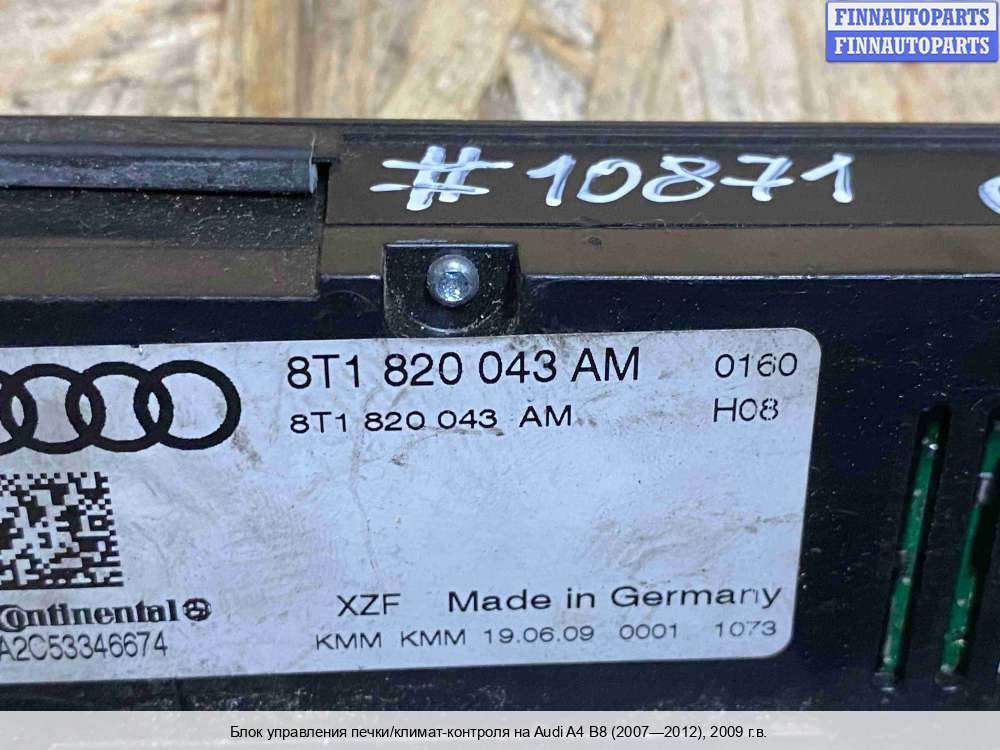 FINNAUTOPARTS
FINNAUTOPARTS
#10871
8T1 820 043 AM 0160
8T1 820 043 AM H08
Continental
A2C53346674
XZF Made in Germany
KMM KMM 19.06.09 0001 1073
Блок управления печки/климат-контроля на Audi A4 B8 (2007—2012), 2009 г.в.